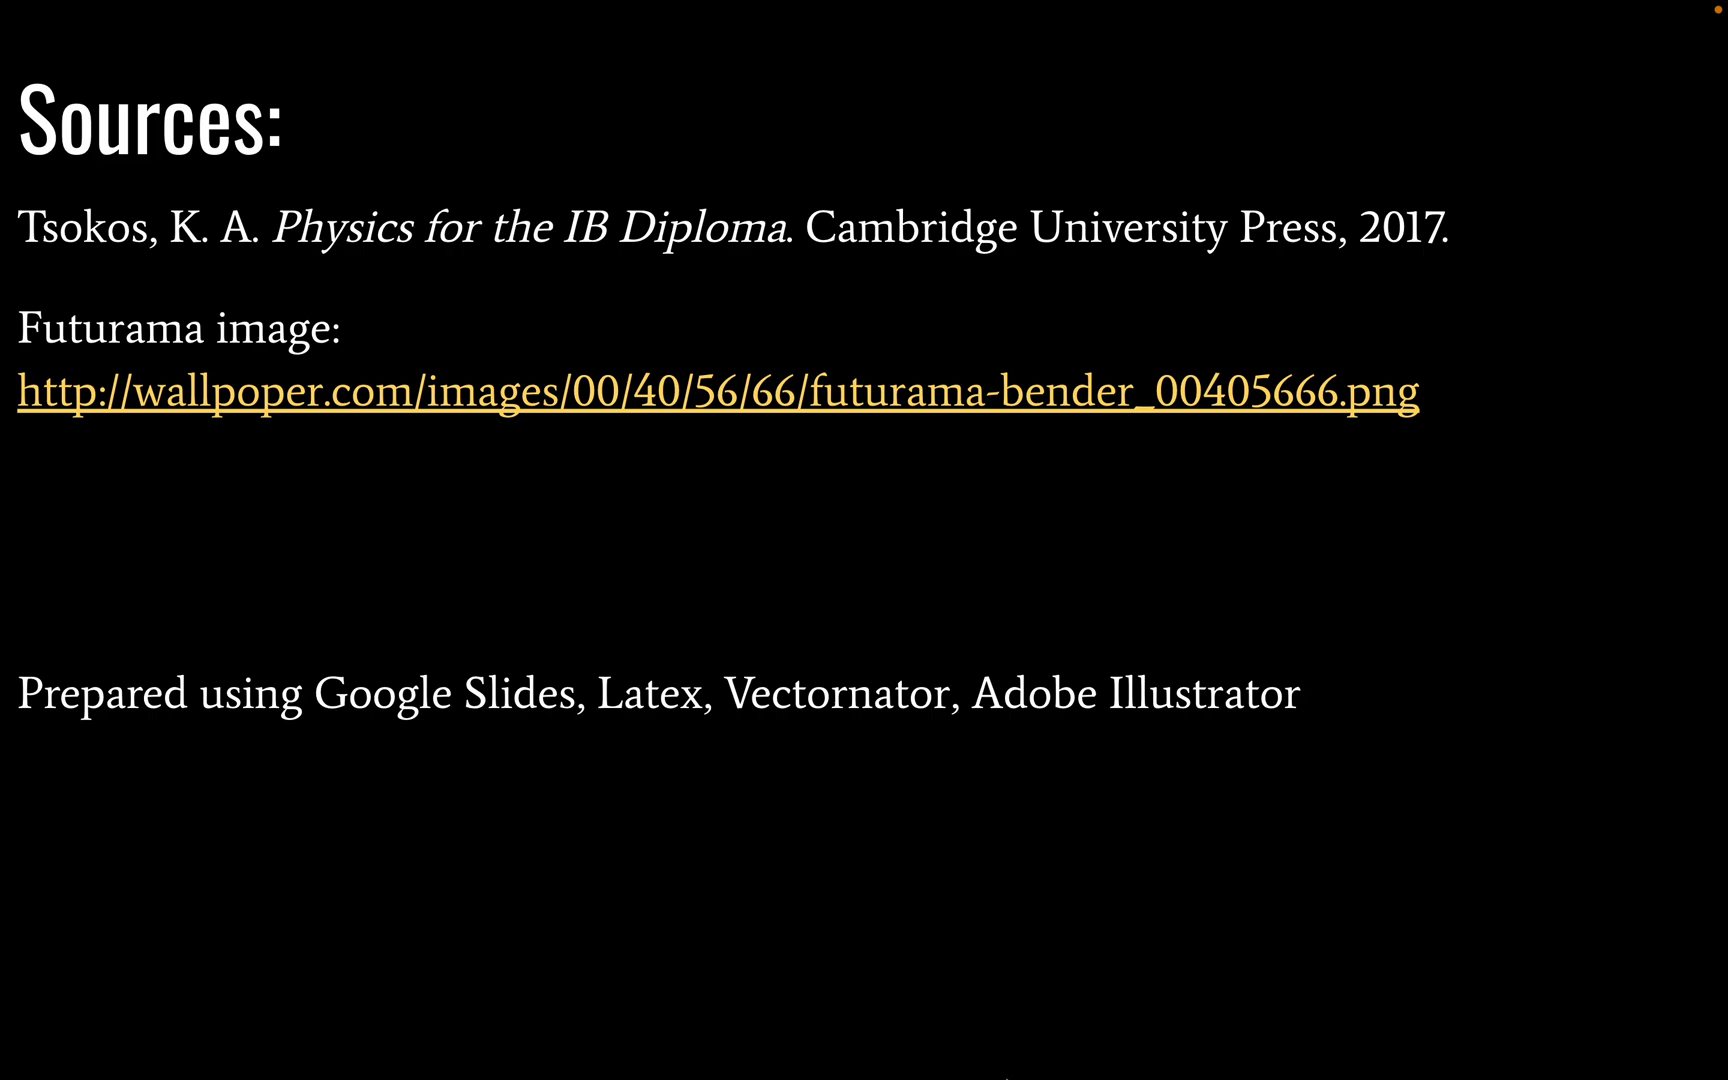 Sources:
Tsokos, K. A. Physics for the IB Diploma. Cambridge University Press, 2017.
Futurama image:
http://wallpoper.com/images/00/40/56/66/futurama-bender_00405666.png
Prepared using Google Slides, Latex, Vectornator, Adobe Illustrator